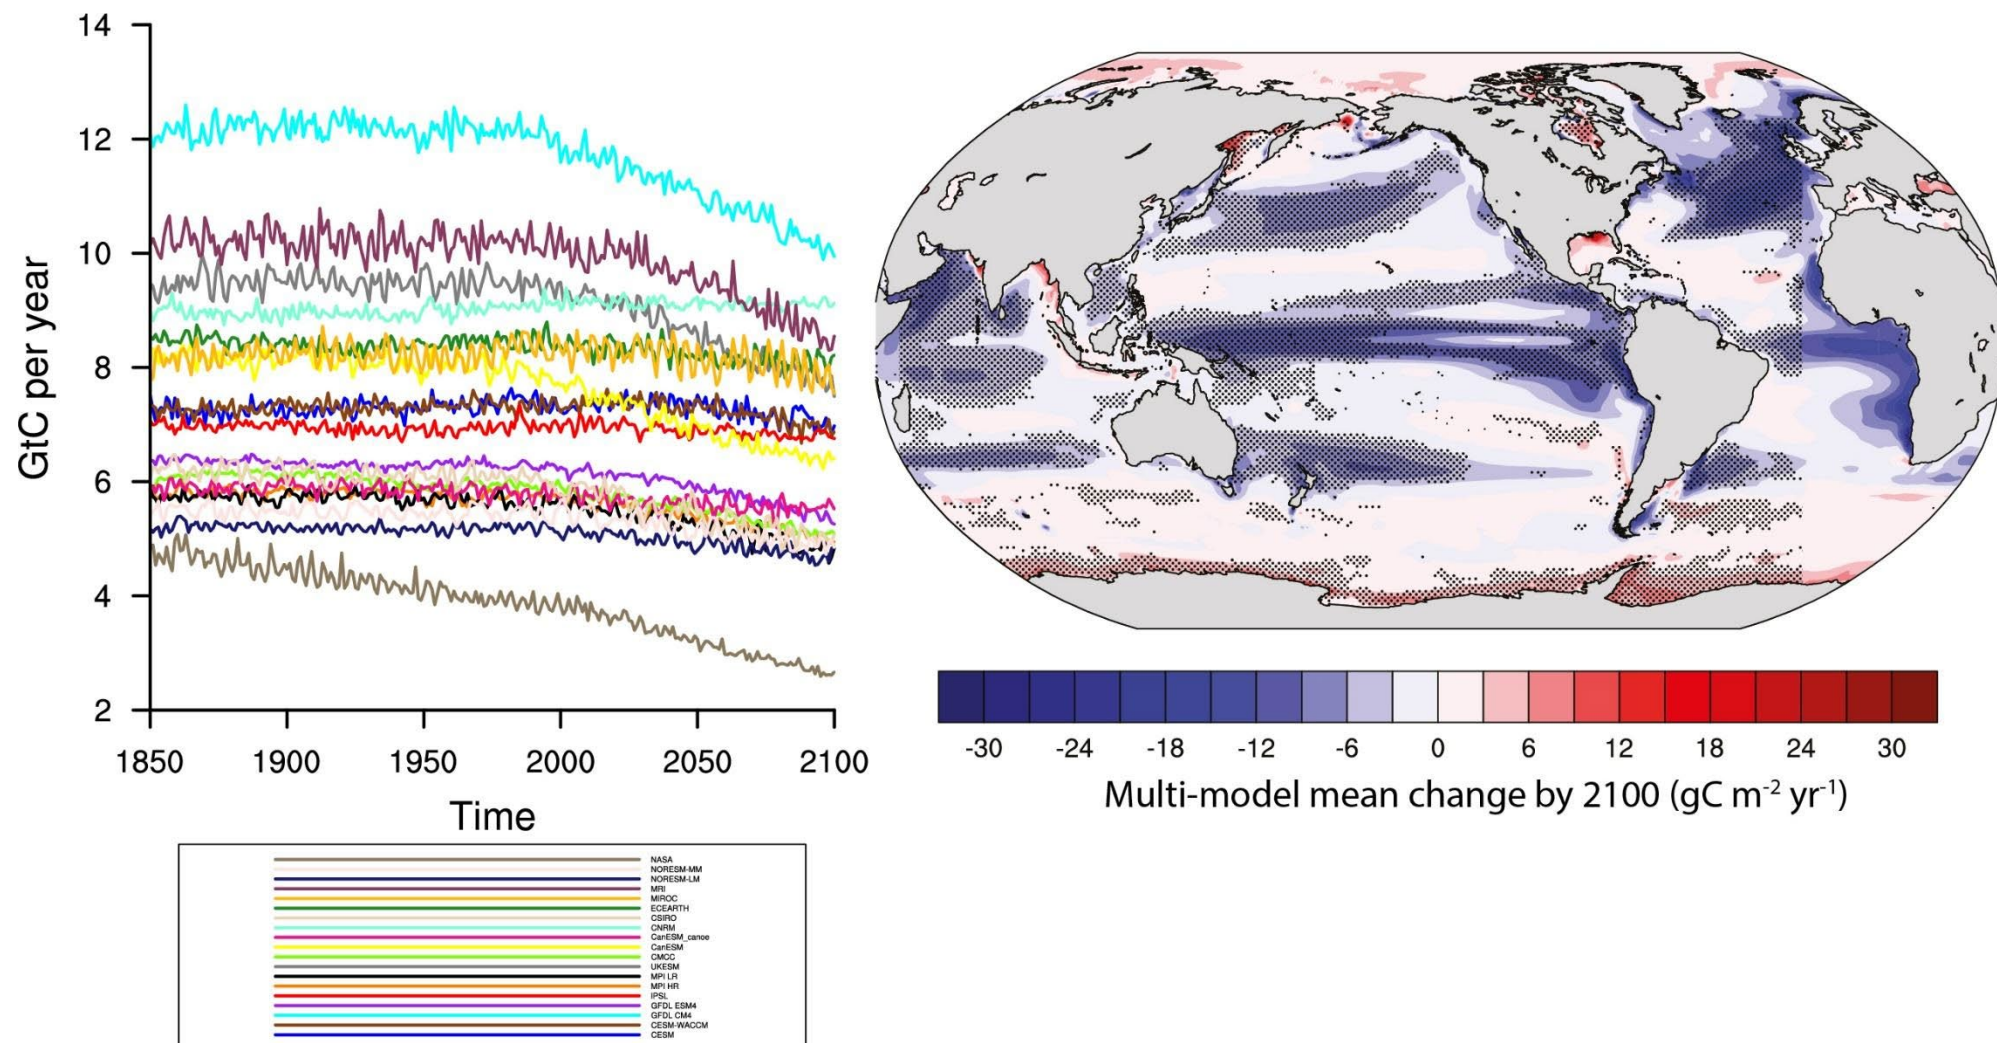 14
12
10
8
6
4
2
GtC per year
1850 1900 1950 2000 2050 2100
Time
NASA
NORESM-MM
NORESM-LM
MRI
MIROC
ECEARTH
CSIRO
CNRM
CanESM_canoe
CanESM
CMCC
UKESM
MPI LR
MPI HR
IPSL
GFDL ESM4
GFDL CM4
CESM-WACCM
CESM
-30 -24 -18 -12 -6 0 6 12 18 24 30
Multi-model mean change by 2100 (gC m⁻² yr⁻¹)